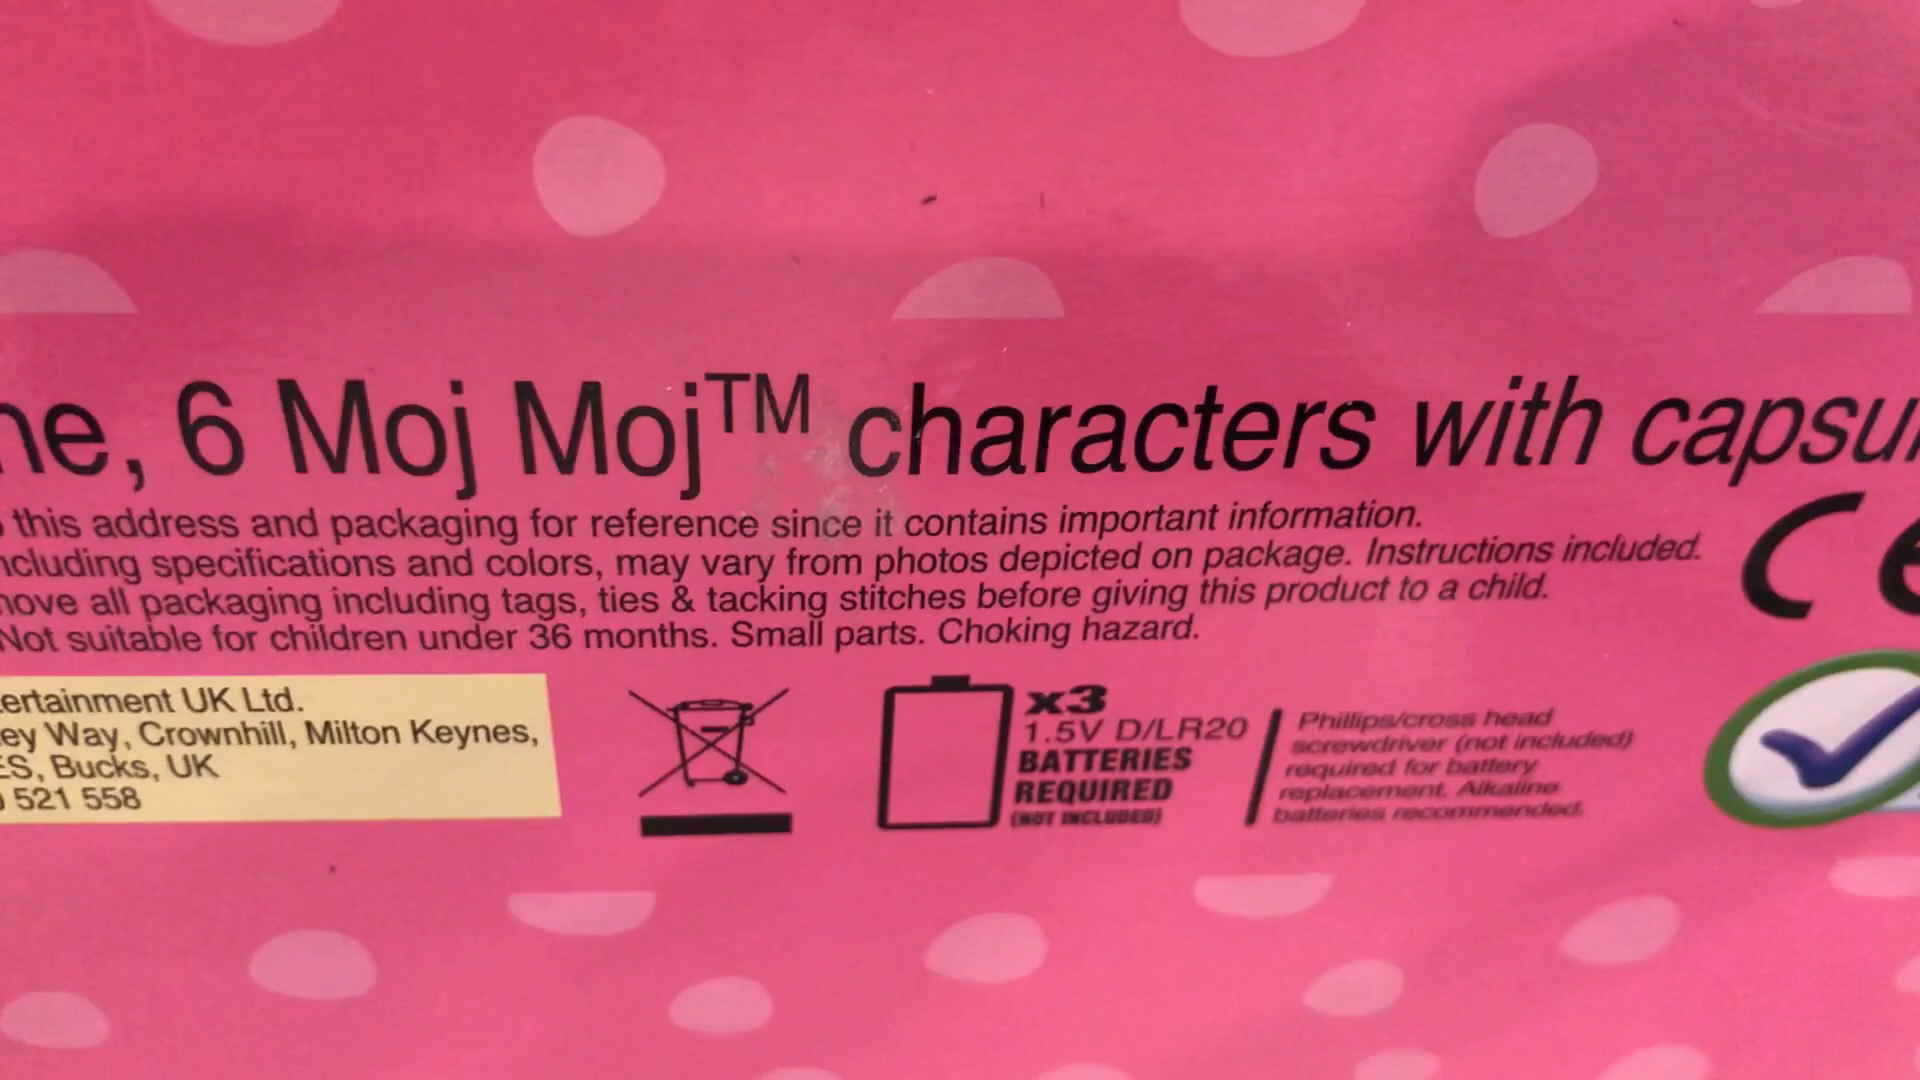 ne, 6 Moj Moj™ characters with capsu
this address and packaging for reference since it contains important information.
ncluding specifications and colors, may vary from photos depicted on package. Instructions included.
nove all packaging including tags, ties & tacking stitches before giving this product to a child.
Not suitable for children under 36 months. Small parts. Choking hazard.
tertainment UK Ltd.
ey Way, Crownhill, Milton Keynes,
ES, Bucks, UK
521 558
x3
1.5V D/LR20
BATTERIES
REQUIRED
(NOT INCLUDED)
Phillips/cross head
screwdriver (not included)
required for battery
replacement. Alkaline
batteries recommended.
CE